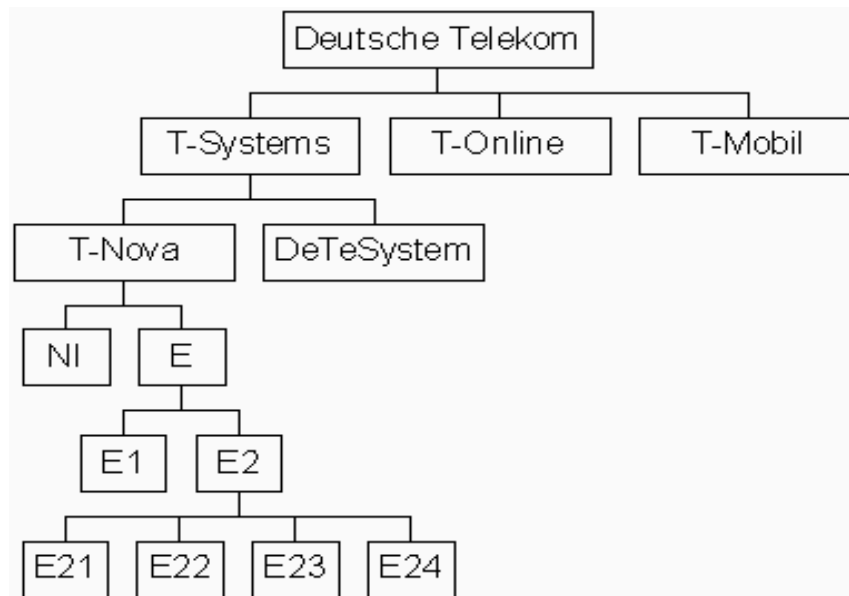 Deutsche Telekom
T-Systems
T-Online
T-Mobil
T-Nova
DeTeSystem
NI
E
E1
E2
E21
E22
E23
E24